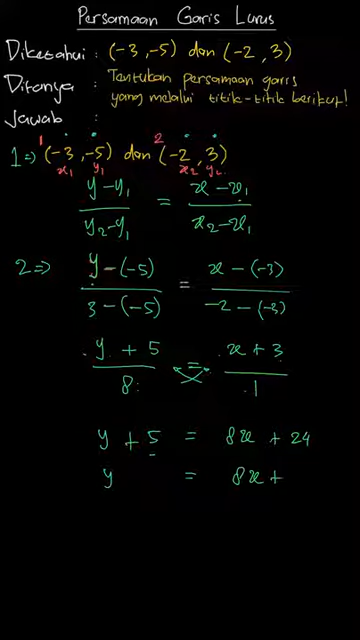 Persamaan Garis Lurus
Diketahui : (-3, -5) dan (-2, 3)
Ditanya : Tentukan persamaan garis
yang melalui titik-titik berikut!
Jawab :
1 2
1 => (-3, -5) dan (-2, 3)
x₁ y₁ x₂ y₂
y - y₁ / y₂ - y₁ = x - x₁ / x₂ - x₁
2 => y - (-5) / 3 - (-5) = x - (-3) / -2 - (-3)
y + 5 / 8 = x + 3 / 1
y + 5 = 8x + 24
y = 8x +